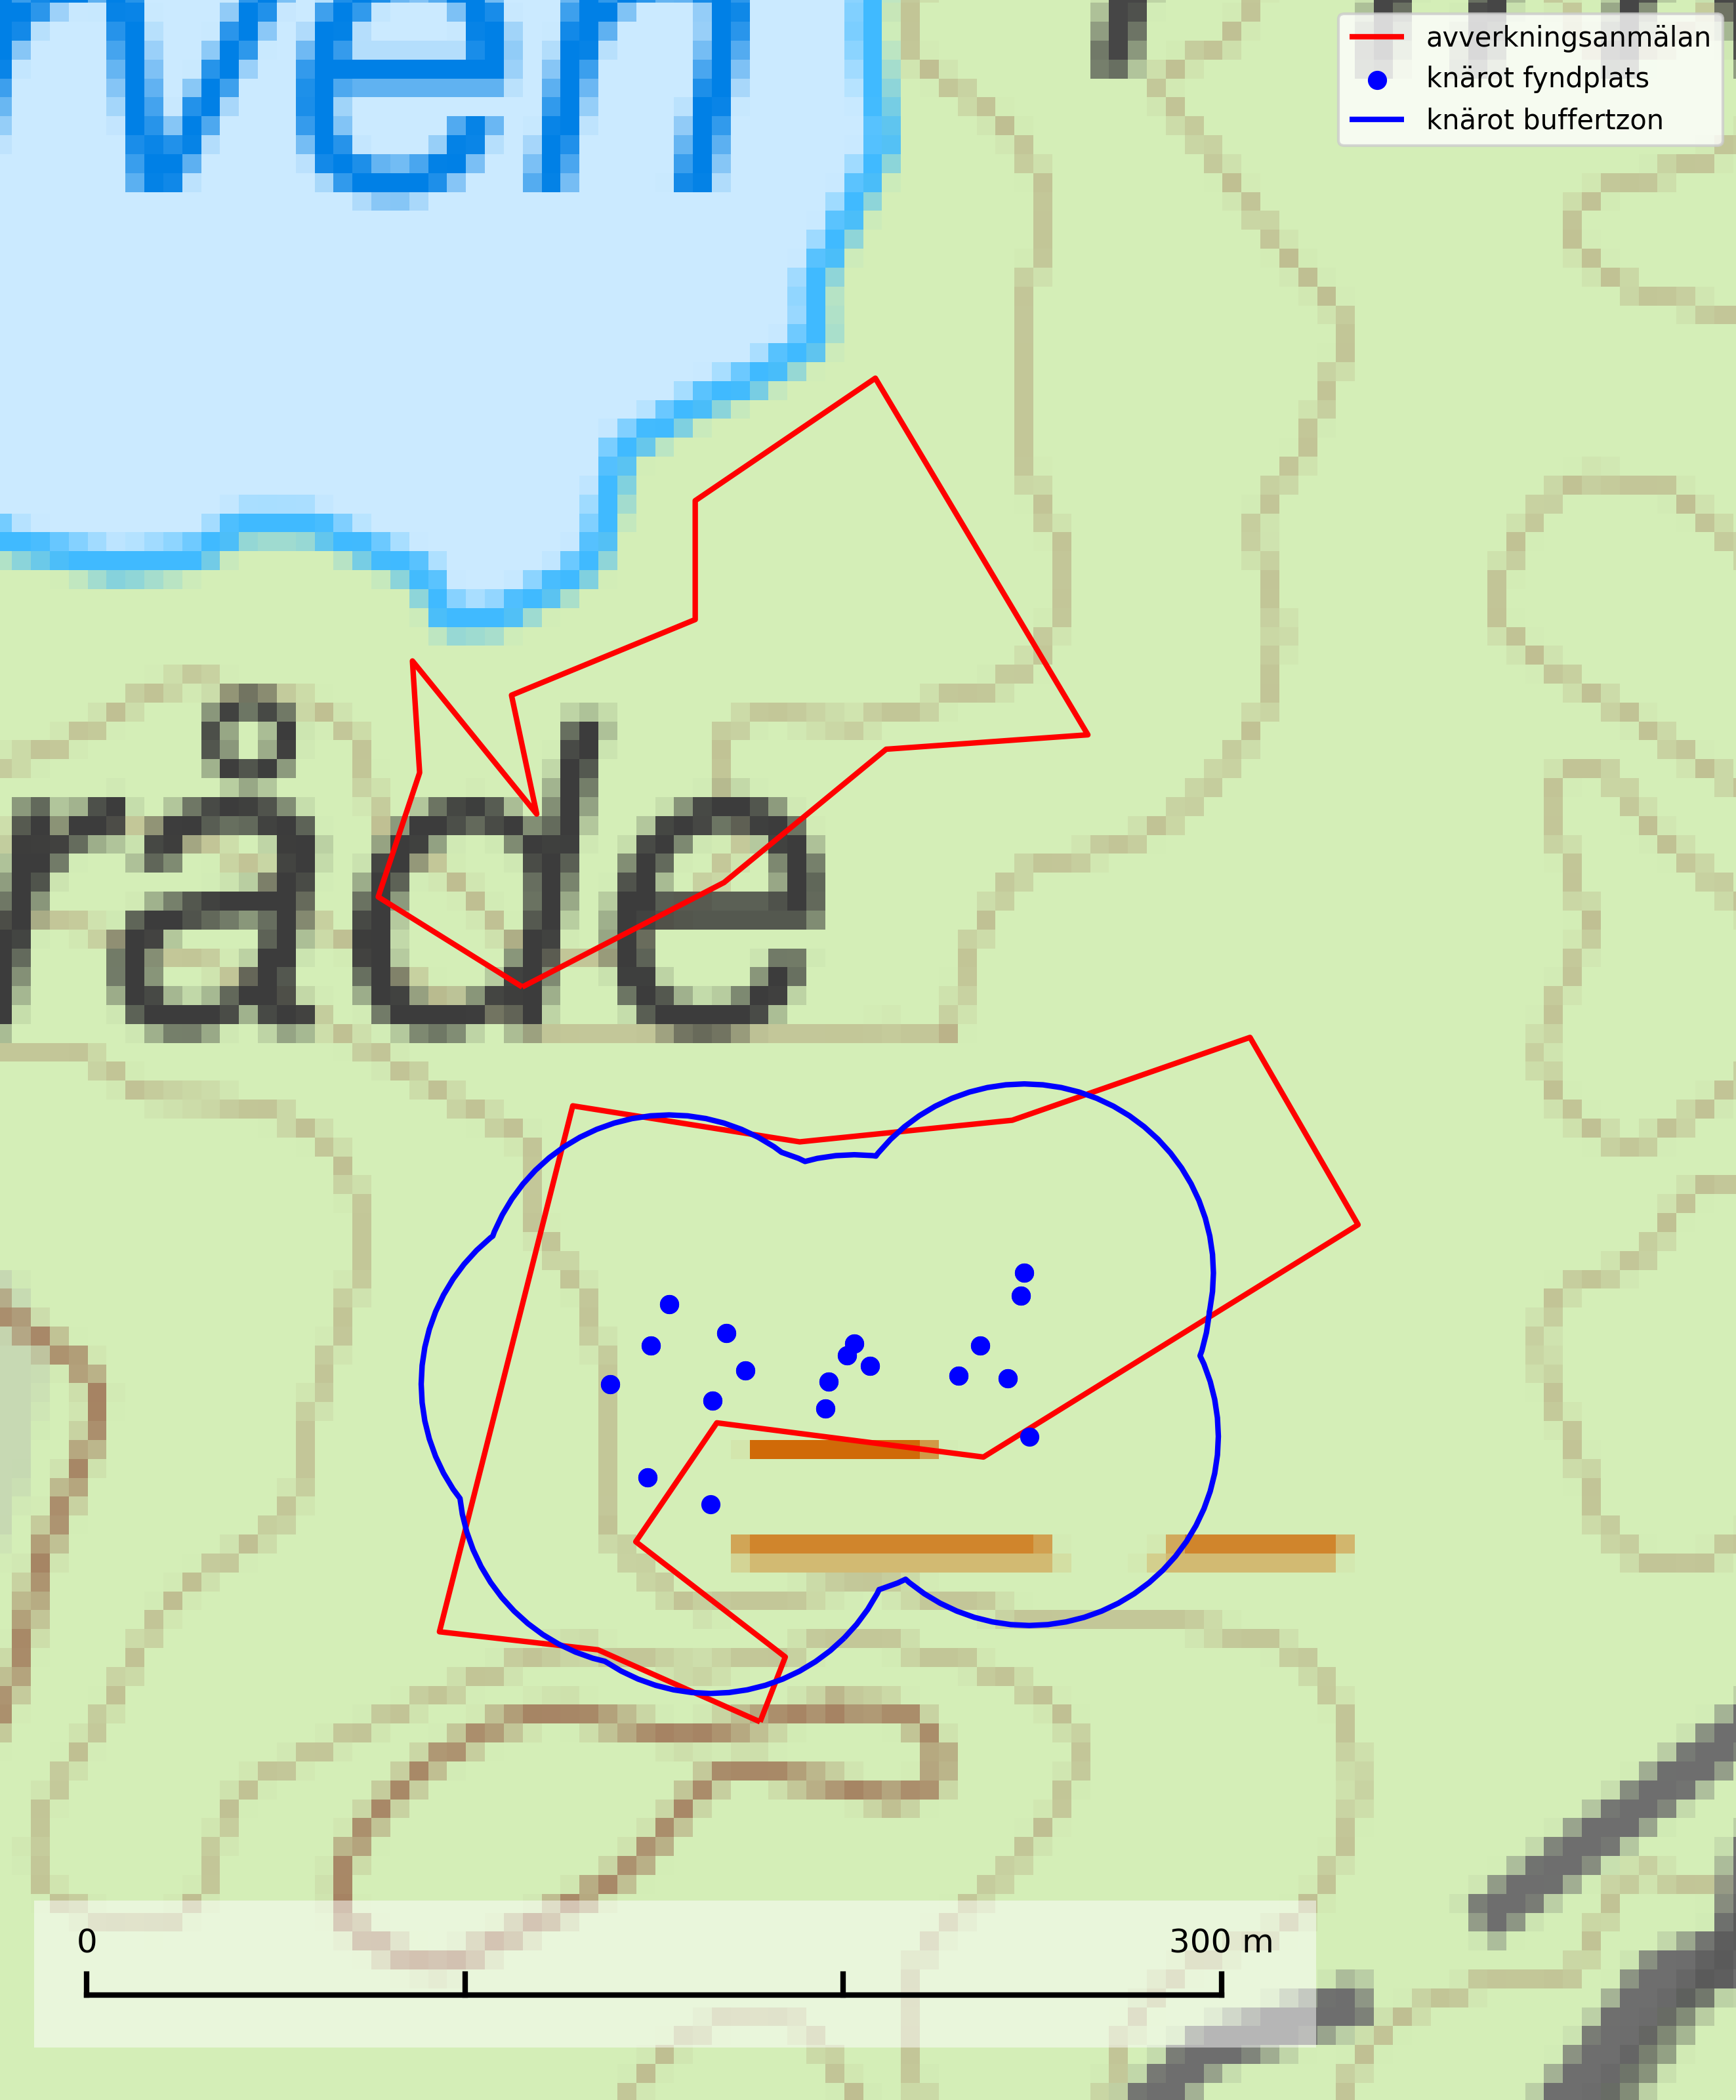 ven
avverkningsanmälan
knärot fyndplats
knärot buffertzon
råde
0 300 m